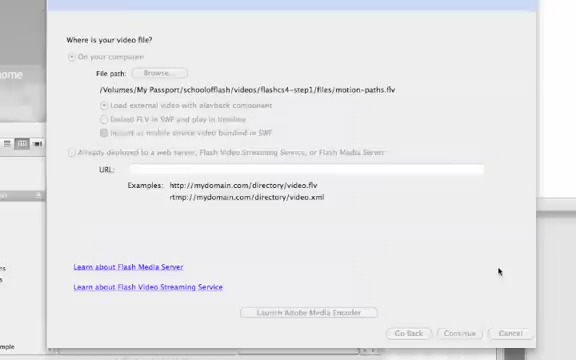 Where is your video file?
On your computer:
File path: Browse...
/Volumes/My Passport/schoolofflash/videos/flashcs4-step1/files/motion-paths.flv
Load external video with playback component
Embed FLV in SWF and play in timeline
Import as mobile device video bundled in SWF
Already deployed to a web server, Flash Video Streaming Service, or Flash Media Server
URL:
Examples: http://mydomain.com/directory/video.flv
rtmp://mydomain.com/directory/video.xml
Learn about Flash Media Server
Learn about Flash Video Streaming Service
Launch Adobe Media Encoder
Go Back Continue Cancel
ome
mple